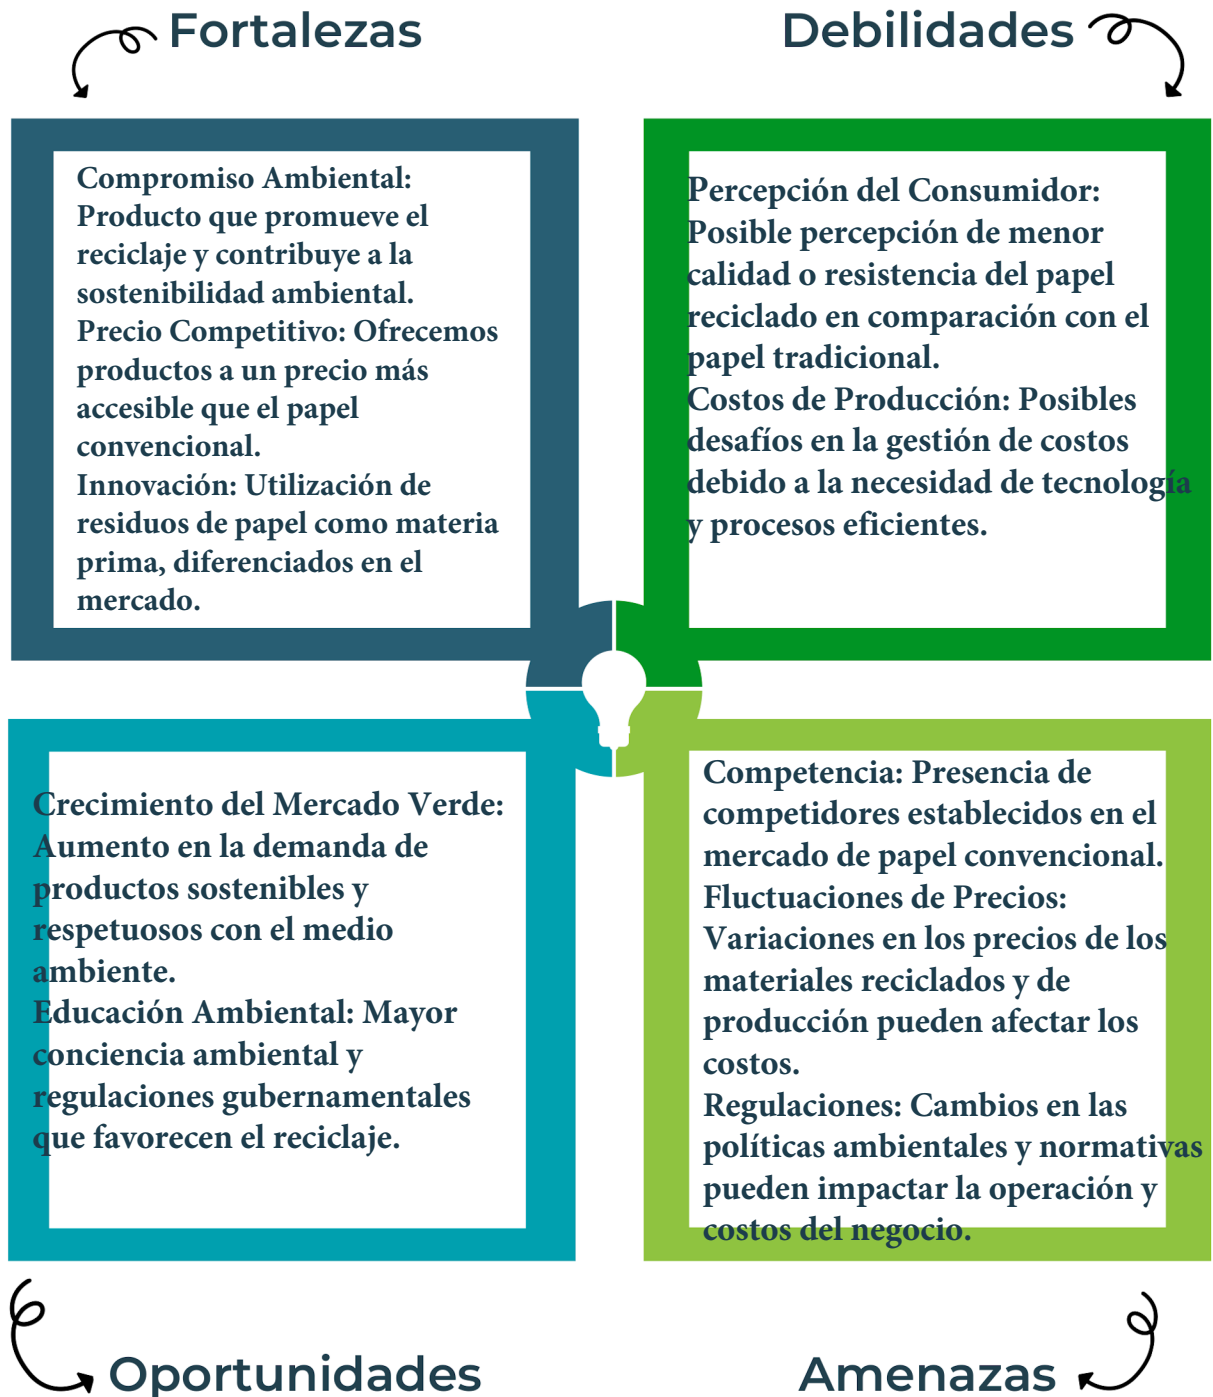 Fortalezas
Compromiso Ambiental:
Producto que promueve el
reciclaje y contribuye a la
sostenibilidad ambiental.
Precio Competitivo: Ofrecemos
productos a un precio más
accesible que el papel
convencional.
Innovación: Utilización de
residuos de papel como materia
prima, diferenciados en el
mercado.
Debilidades
Percepción del Consumidor:
Posible percepción de menor
calidad o resistencia del papel
reciclado en comparación con el
papel tradicional.
Costos de Producción: Posibles
desafíos en la gestión de costos
debido a la necesidad de tecnología
y procesos eficientes.
Crecimiento del Mercado Verde:
Aumento en la demanda de
productos sostenibles y
respetuosos con el medio
ambiente.
Educación Ambiental: Mayor
conciencia ambiental y
regulaciones gubernamentales
que favorecen el reciclaje.
Oportunidades
Competencia: Presencia de
competidores establecidos en el
mercado de papel convencional.
Fluctuaciones de Precios:
Variaciones en los precios de los
materiales reciclados y de
producción pueden afectar los
costos.
Regulaciones: Cambios en las
políticas ambientales y normativas
pueden impactar la operación y
costos del negocio.
Amenazas